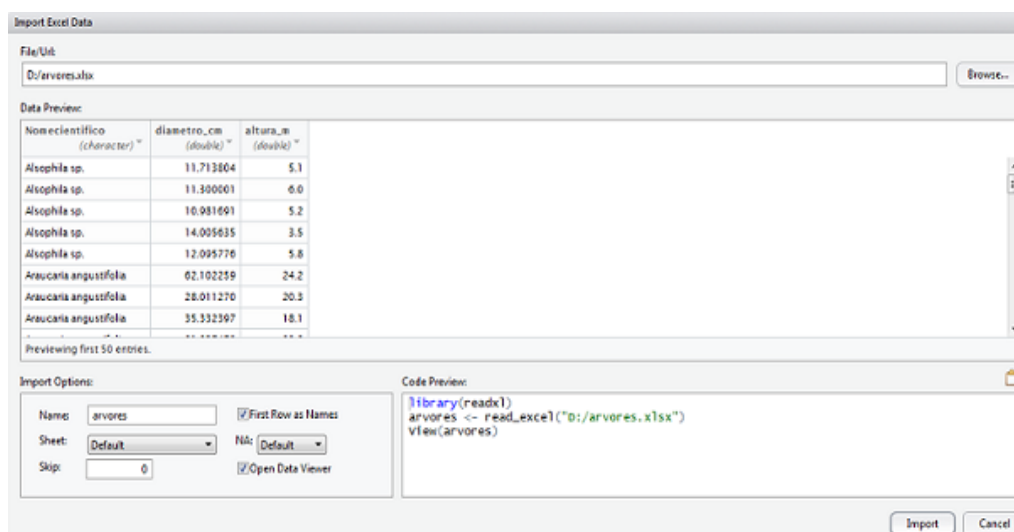 Import Excel Data
File/Url:
D:/arvores.xlsx
Browse...
Data Preview:
Nomecientífico (character) diametro_cm (double) altura_m (double)
Alsophila sp. 11.713804 5.1
Alsophila sp. 11.300001 6.0
Alsophila sp. 10.981691 5.2
Alsophila sp. 14.005635 3.5
Alsophila sp. 12.095776 5.8
Araucaria angustifolia 62.102259 24.2
Araucaria angustifolia 28.011270 20.3
Araucaria angustifolia 35.332397 18.1
Previewing first 50 entries.
Import Options:
Name: arvores First Row as Names
Sheet: Default NA: Default
Skip: 0 Open Data Viewer
Code Preview:
library(readxl)
arvores <- read_excel("D:/arvores.xlsx")
View(arvores)
Import Cancel